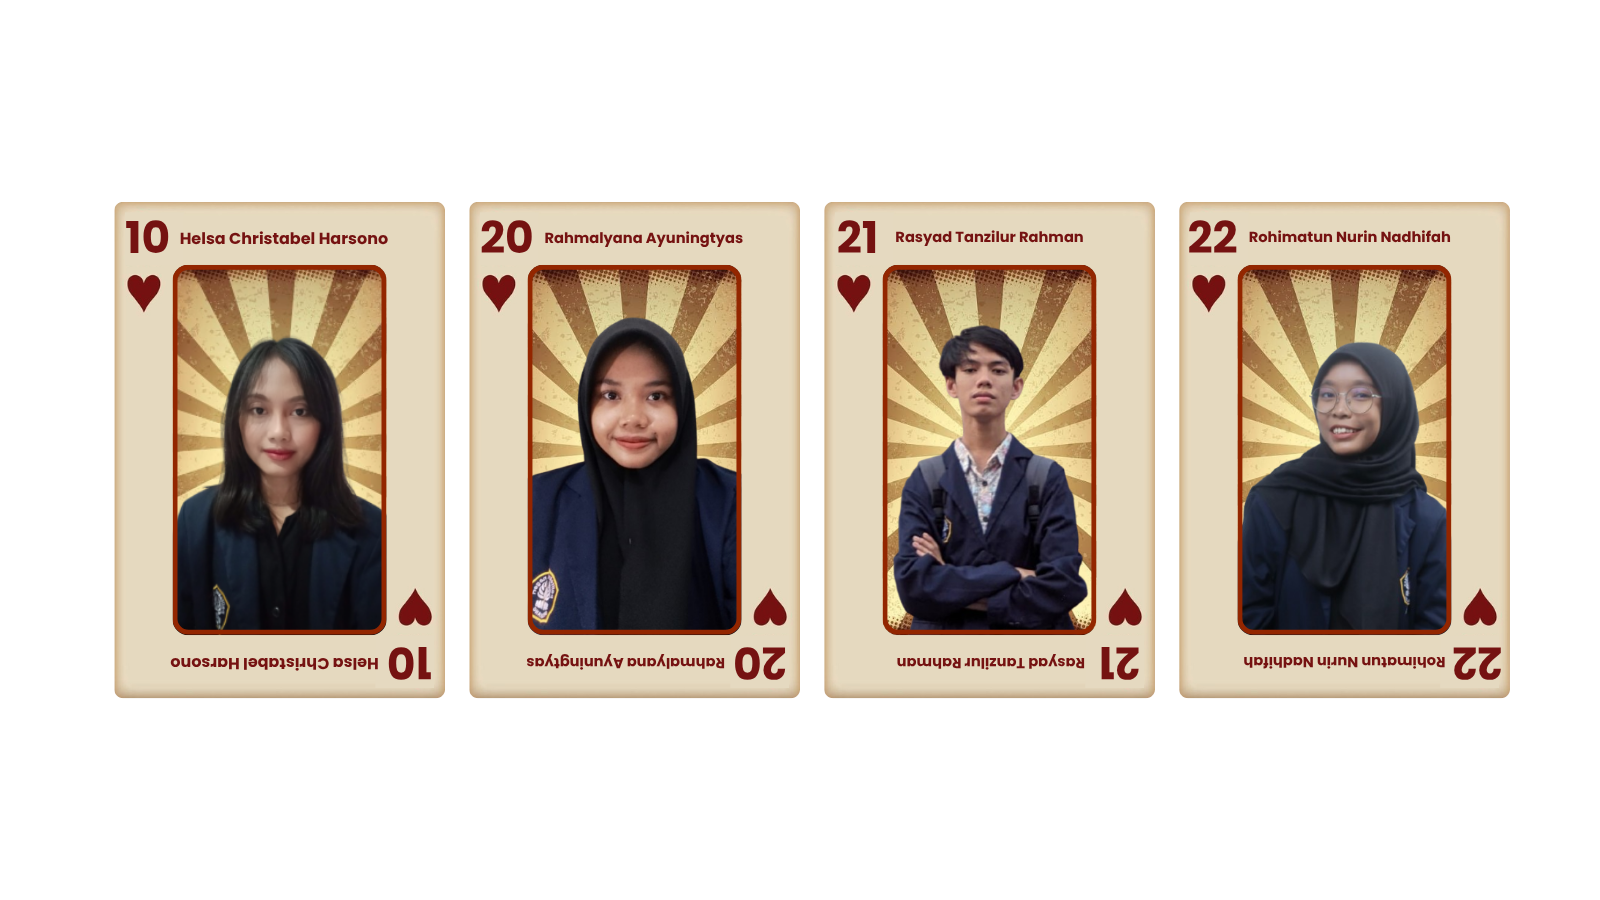 10 Helsa Christabel Harsono
Helsa Christabel Harsono 10
20 Rahmalyana Ayuningtyas
Rahmalyana Ayuningtyas 20
21 Rasyad Tanzilur Rahman
Rasyad Tanzilur Rahman 21
22 Rohimatun Nurin Nadhifah
Rohimatun Nurin Nadhifah 22